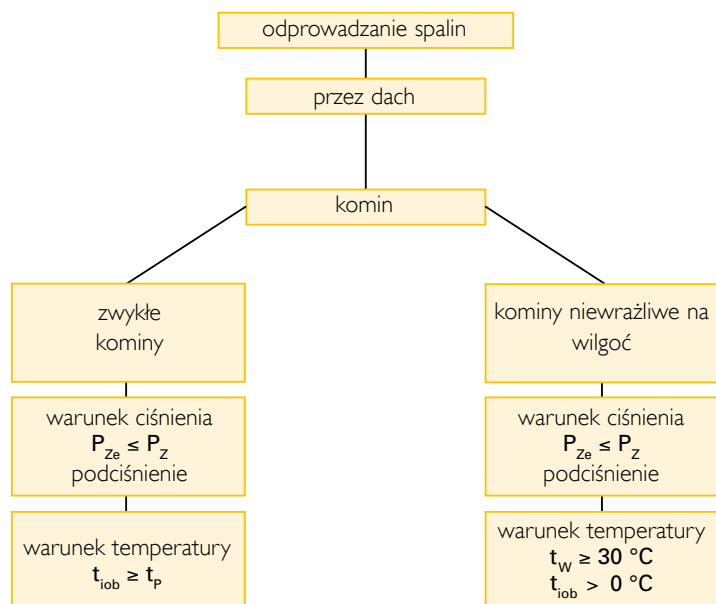 odprowadzanie spalin
przez dach
komin
zwykłe
kominy
warunek ciśnienia
P_Ze ≤ P_Z
podciśnienie
warunek temperatury
t_iob ≥ t_P
kominy niewrażliwe na
wilgoć
warunek ciśnienia
P_Ze ≤ P_Z
podciśnienie
warunek temperatury
t_W ≥ 30 °C
t_iob > 0 °C